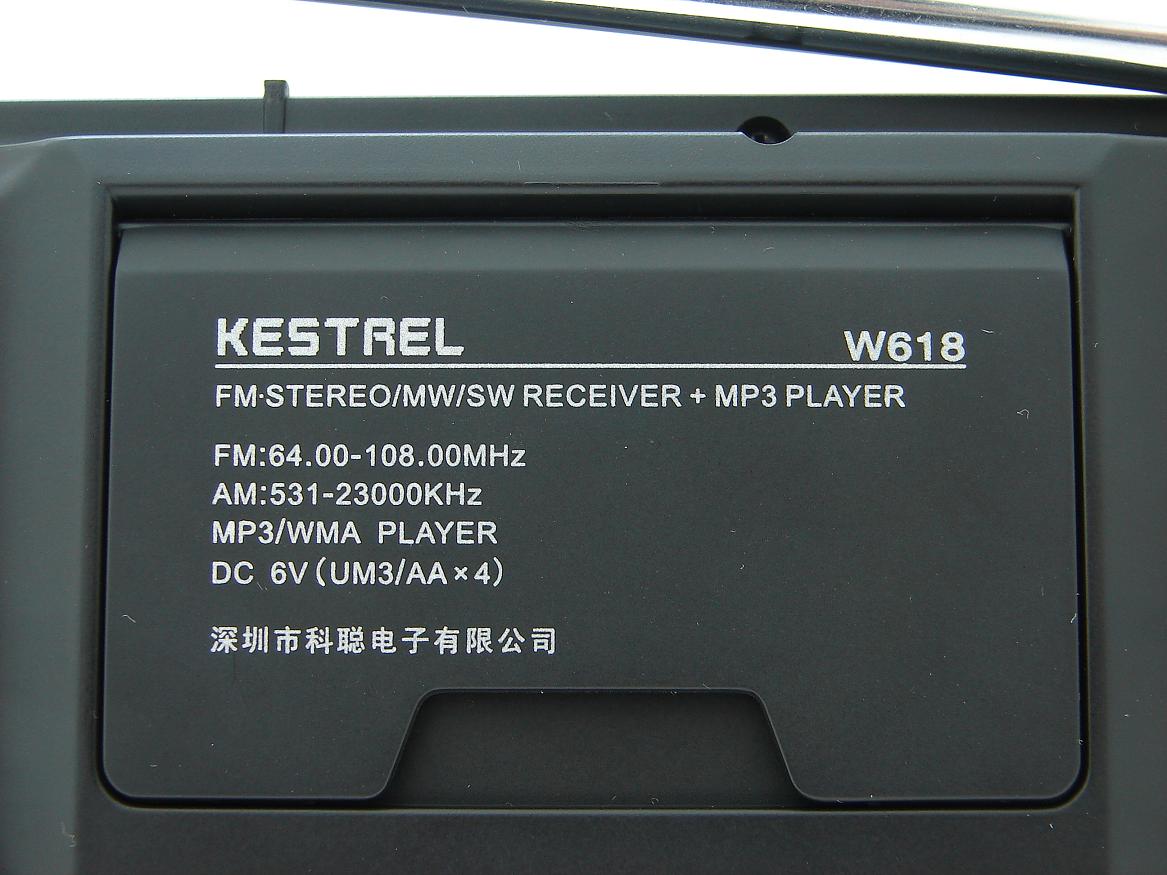 KESTREL W618
FM·STEREO/MW/SW RECEIVER + MP3 PLAYER
FM:64.00-108.00MHz
AM:531-23000KHz
MP3/WMA PLAYER
DC 6V(UM3/AA×4)
深圳市科聪电子有限公司